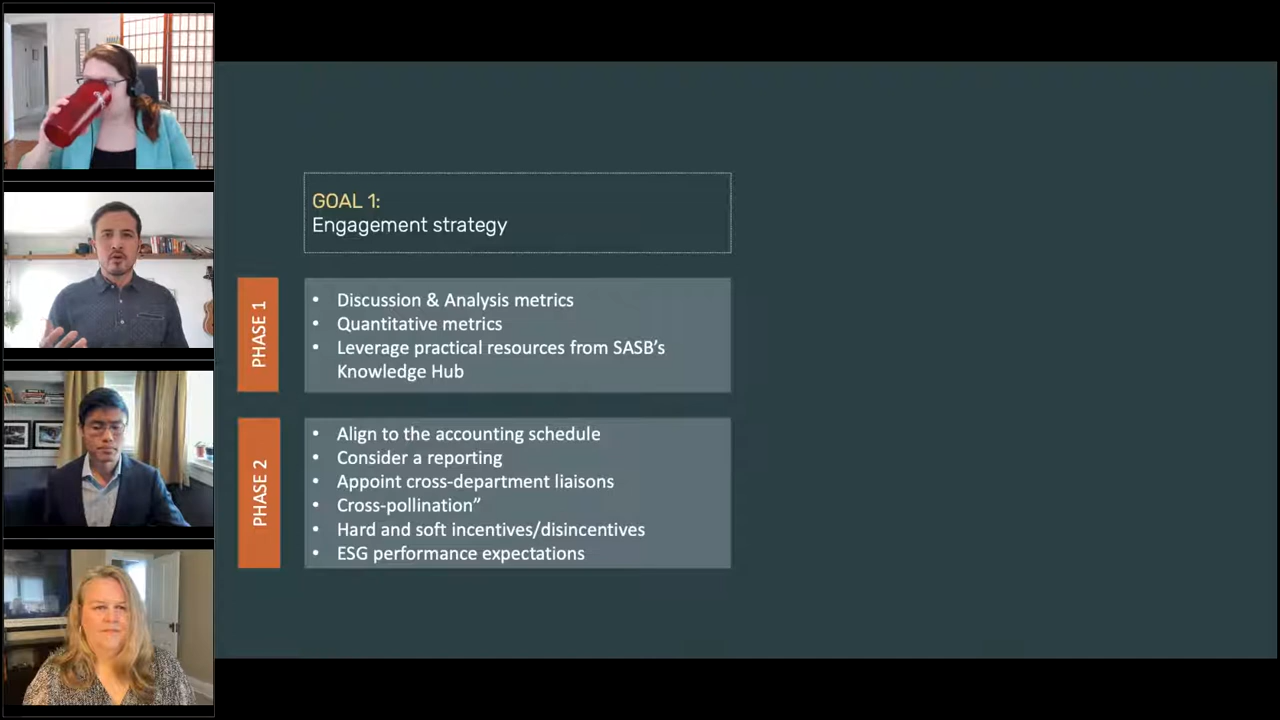 GOAL 1:
Engagement strategy
PHASE 1
• Discussion & Analysis metrics
• Quantitative metrics
• Leverage practical resources from SASB’s
Knowledge Hub
PHASE 2
• Align to the accounting schedule
• Consider a reporting
• Appoint cross-department liaisons
• Cross-pollination”
• Hard and soft incentives/disincentives
• ESG performance expectations